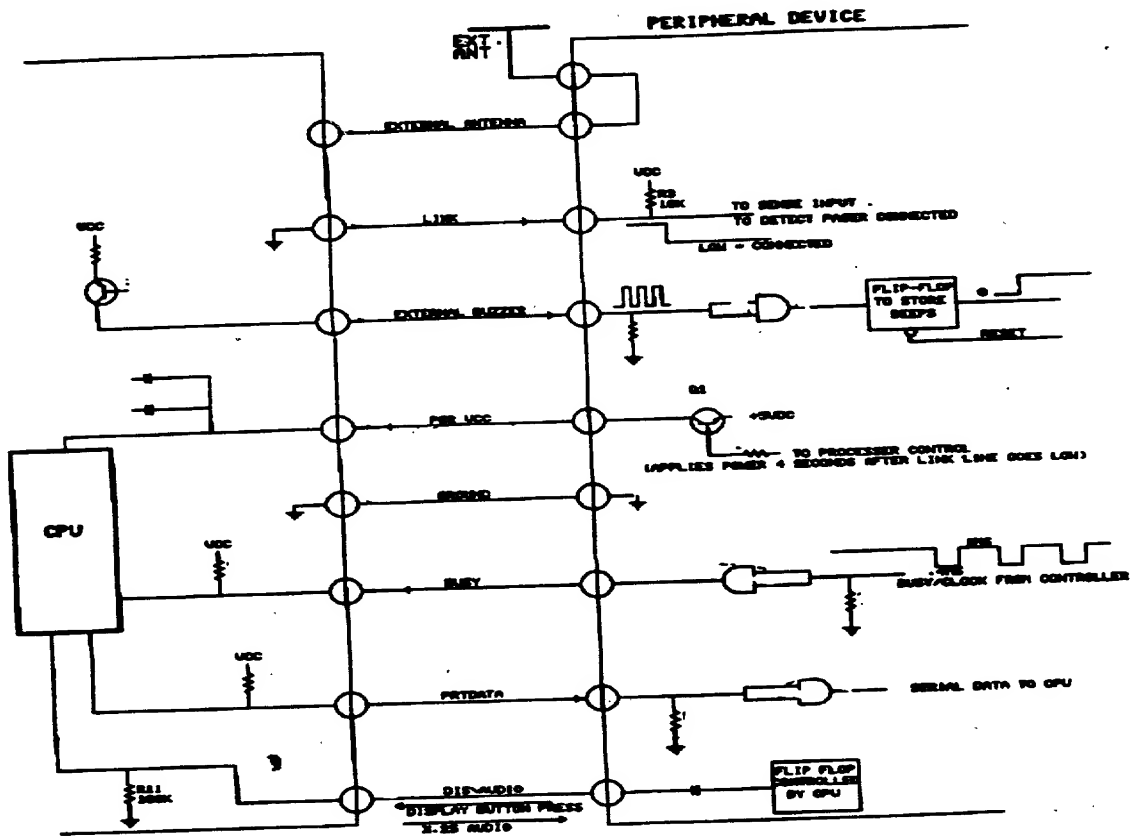 PERIPHERAL DEVICE
EXT.
ANT
EXTERNAL ANTENNA
VCC
R3
10K
LINK
TO SENSE INPUT
TO DETECT PAGER CONNECTED
LOW = CONNECTED
VCC
EXTERNAL BUZZER
FLIP-FLOP
TO STORE
BEEPS
RESET
Q1
PGR VCC
+5VDC
TO PROCESSER CONTROL
(APPLIES POWER 4 SECONDS AFTER LINK LINE GOES LOW)
GROUND
CPU
VCC
BUSY
BUSY/CLOCK FROM CONTROLLER
VCC
PRTDATA
SERIAL DATA TO CPU
R11
DIS/AUDIO
DISPLAY BUTTON PRESS
AUDIO
FLIP FLOP
CONTROLLED
BY CPU